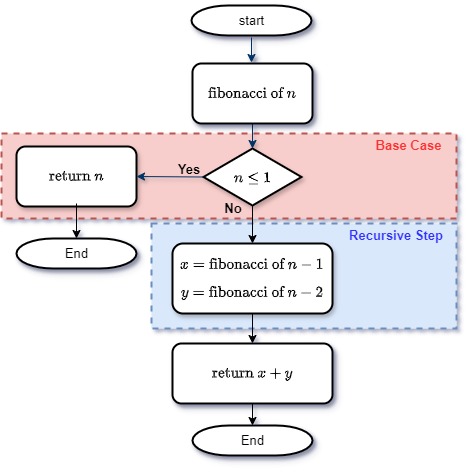 start
fibonacci of n
Base Case
return n
Yes
n ≤ 1
No
End
Recursive Step
x = fibonacci of n − 1
y = fibonacci of n − 2
return x + y
End